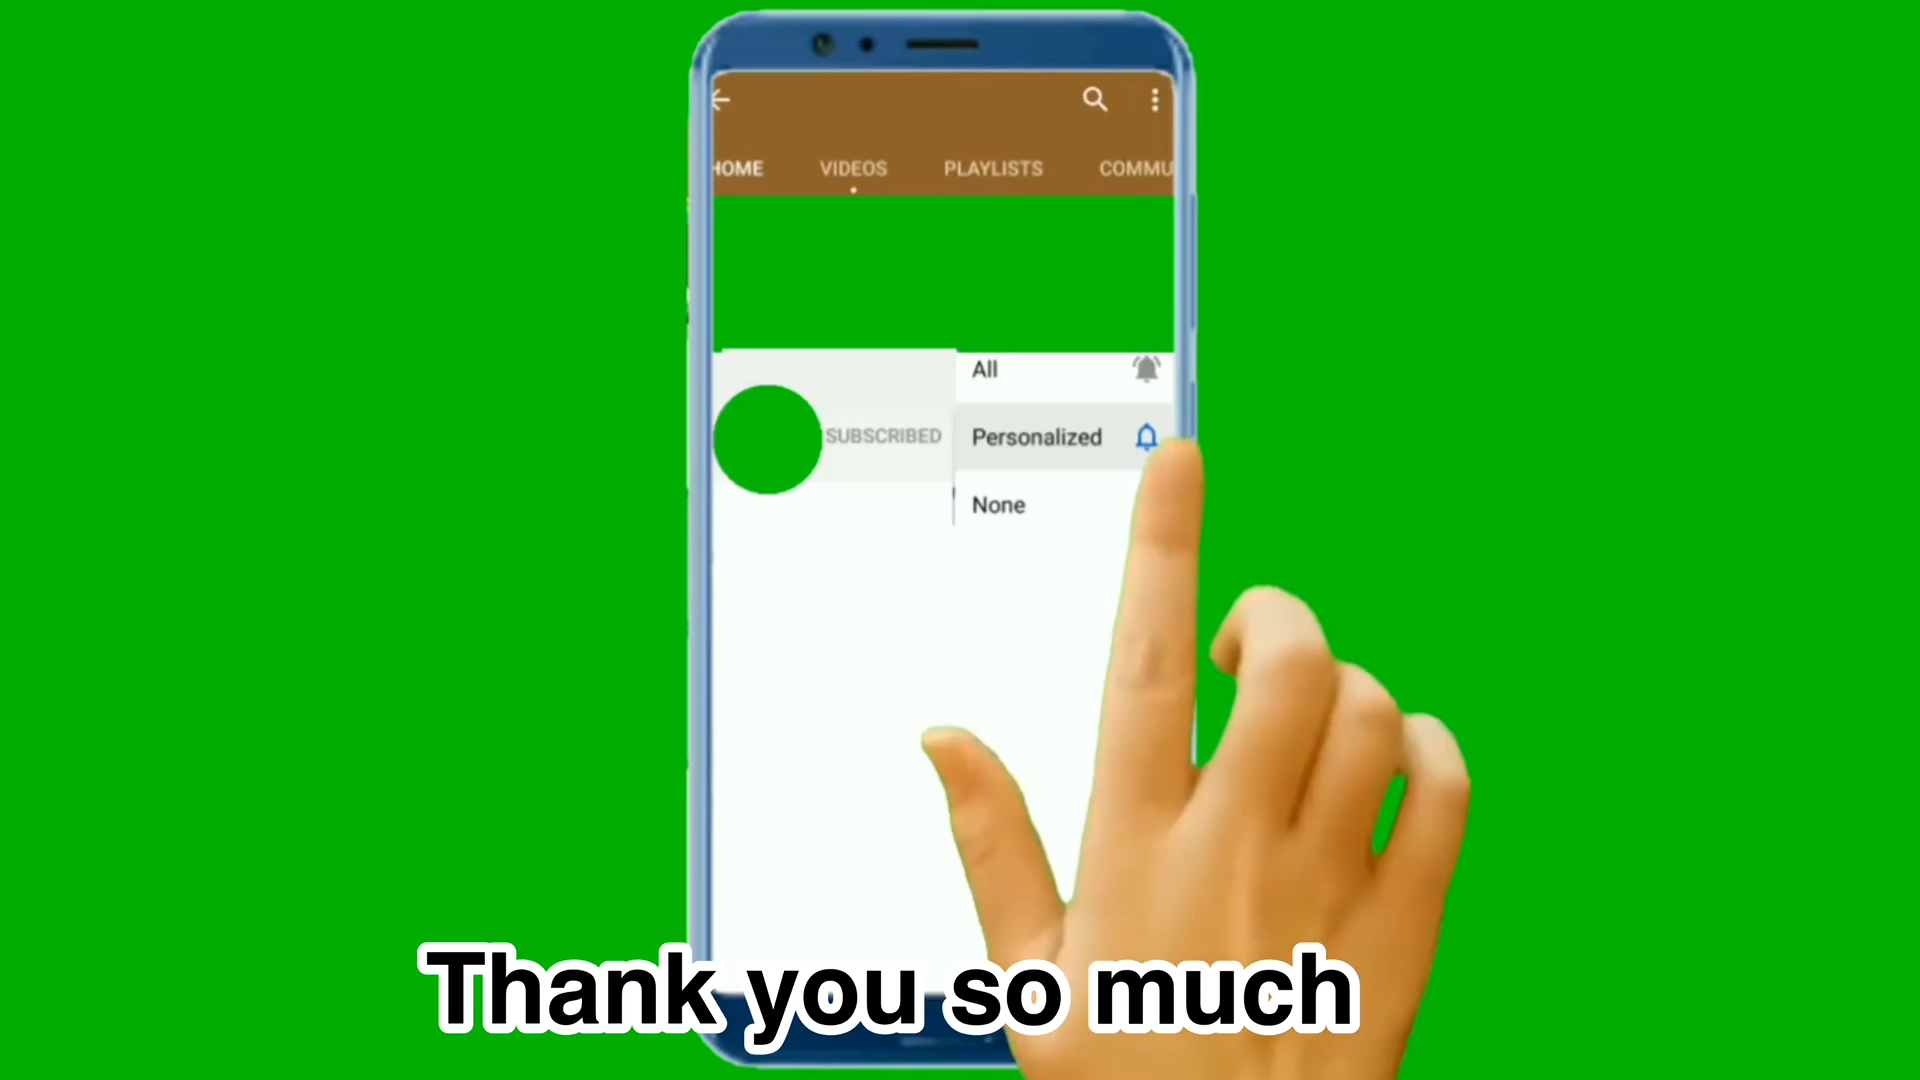 HOME VIDEOS PLAYLISTS COMMU
All
SUBSCRIBED Personalized
None
Thank you so much